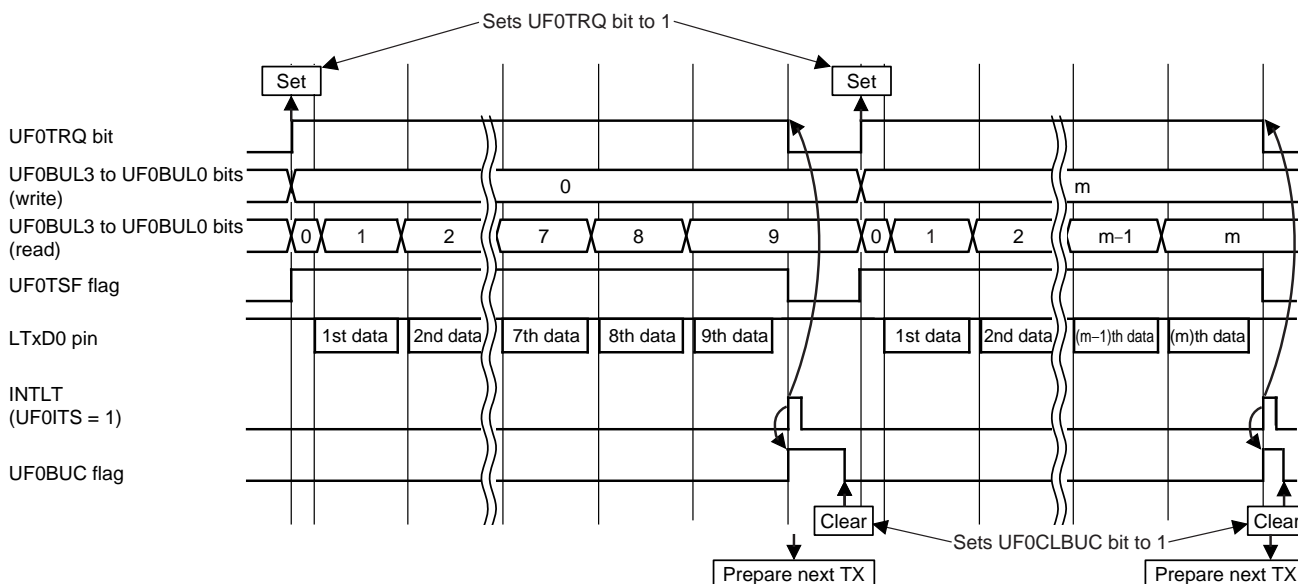 Sets UF0TRQ bit to 1
Set
Set
UF0TRQ bit
UF0BUL3 to UF0BUL0 bits
(write)
0
m
UF0BUL3 to UF0BUL0 bits
(read)
0 1 2 7 8 9 0 1 2 m–1 m
UF0TSF flag
LTxD0 pin
1st data 2nd data 7th data 8th data 9th data 1st data 2nd data (m–1)th data (m)th data
INTLT
(UF0ITS = 1)
UF0BUC flag
Clear
Clear
Sets UF0CLBUC bit to 1
Prepare next TX
Prepare next TX